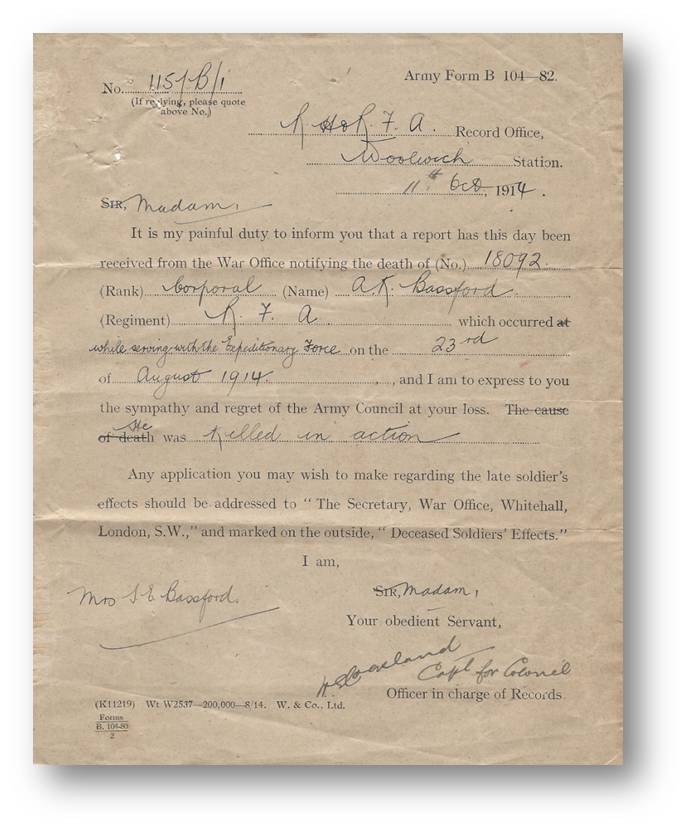 No. 1151/B/1
Army Form B 104—82.
(If replying, please quote
above No.)
R H & R. F. A. Record Office,
Woolwich Station.
11th Oct, 1914.
SIR, Madam,
It is my painful duty to inform you that a report has this day been
received from the War Office notifying the death of (No.) 18092
(Rank) Corporal (Name) A.K. Bassford
(Regiment) R. F. A which occurred at
while serving with the Expeditionary Force on the 23rd
of August 1914, and I am to express to you
the sympathy and regret of the Army Council at your loss. The cause
of death He was Killed in action
Any application you may wish to make regarding the late soldier's
effects should be addressed to "The Secretary, War Office, Whitehall,
London, S.W.," and marked on the outside, "Deceased Soldiers' Effects."
I am,
Mrs S E Bassford.
SIR, Madam,
Your obedient Servant,
Capt for Colonel
Officer in charge of Records
(K11219) Wt W2537—200,000—8/14. W. & Co., Ltd.
Forms
B. 104-80
2